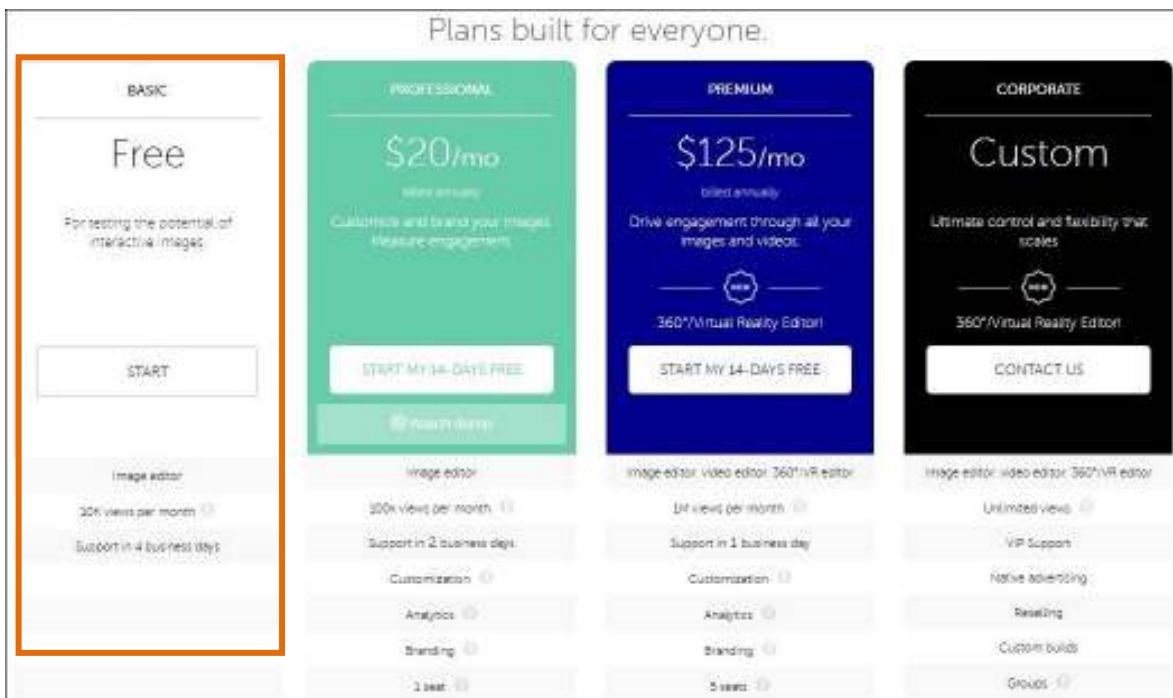 Plans built for everyone.
BASIC
Free
For testing the potential of
interactive images
START
Image editor
10K views per month
Support in 4 business days
PROFESSIONAL
$20/mo
billed annually
Customize and brand your images.
Measure engagement.
START MY 14-DAYS FREE
Watch demo
Image editor
100k views per month
Support in 2 business days
Customization
Analytics
Branding
1 seat
PREMIUM
$125/mo
billed annually
Drive engagement through all your
images and videos.
NEW
360°/Virtual Reality Editor!
START MY 14-DAYS FREE
Image editor, video editor, 360°/VR editor
1M views per month
Support in 1 business day
Customization
Analytics
Branding
5 seats
CORPORATE
Custom
Ultimate control and flexibility that
scales
NEW
360°/Virtual Reality Editor!
CONTACT US
Image editor, video editor, 360°/VR editor
Unlimited views
VIP Support
Native advertising
Reselling
Custom builds
Groups